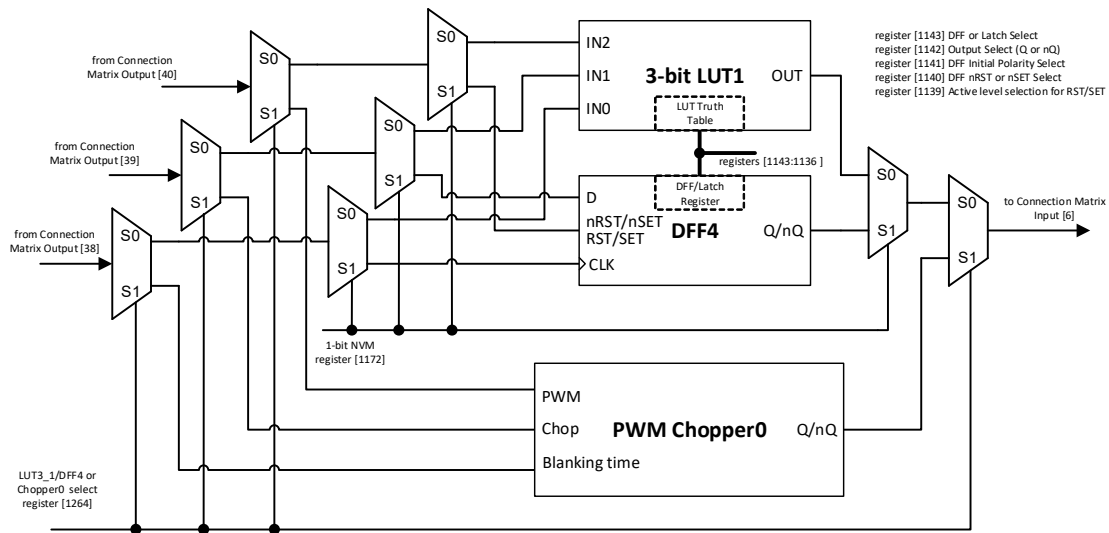 from Connection
Matrix Output [40]
S0
S1
from Connection
Matrix Output [39]
S0
S1
from Connection
Matrix Output [38]
S0
S1
S0
S1
S0
S1
S0
S1
IN2
IN1
IN0
3-bit LUT1
OUT
LUT Truth
Table
registers [1143:1136 ]
DFF/Latch
Register
D
nRST/nSET
RST/SET
CLK
DFF4
Q/nQ
register [1143] DFF or Latch Select
register [1142] Output Select (Q or nQ)
register [1141] DFF Initial Polarity Select
register [1140] DFF nRST or nSET Select
register [1139] Active level selection for RST/SET
S0
S1
S0
S1
to Connection Matrix
Input [6]
1-bit NVM
register [1172]
PWM
Chop
Blanking time
PWM Chopper0
Q/nQ
LUT3_1/DFF4 or
Chopper0 select
register [1264]